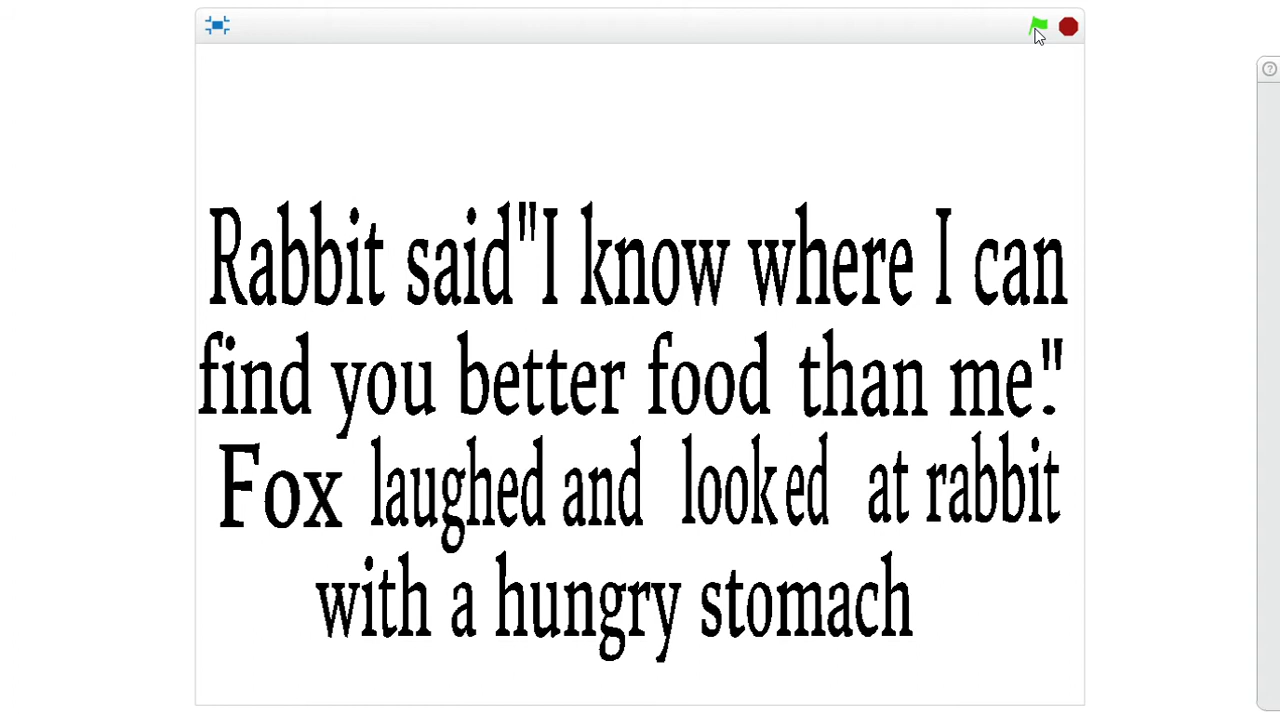 Rabbit said"I know where I can
find you better food than me."
Fox laughed and looked at rabbit
with a hungry stomach